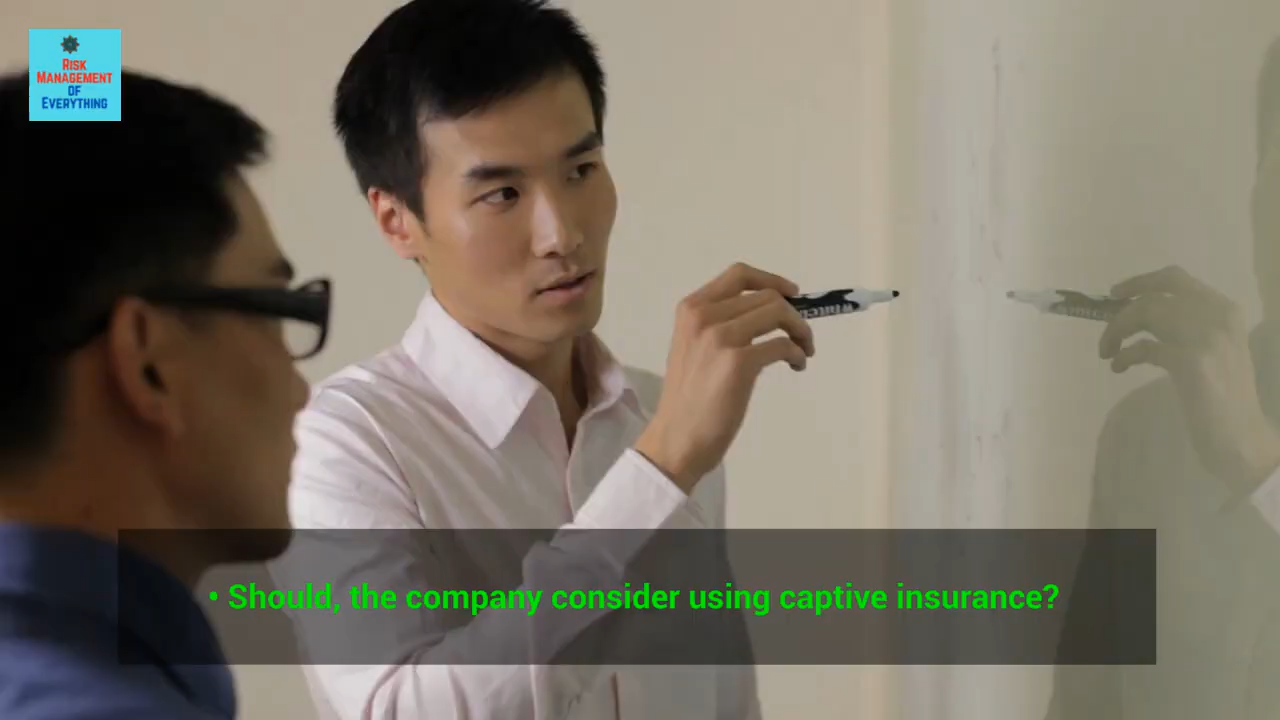 RISK
MANAGEMENT
OF
EVERYTHING
• Should, the company consider using captive insurance?